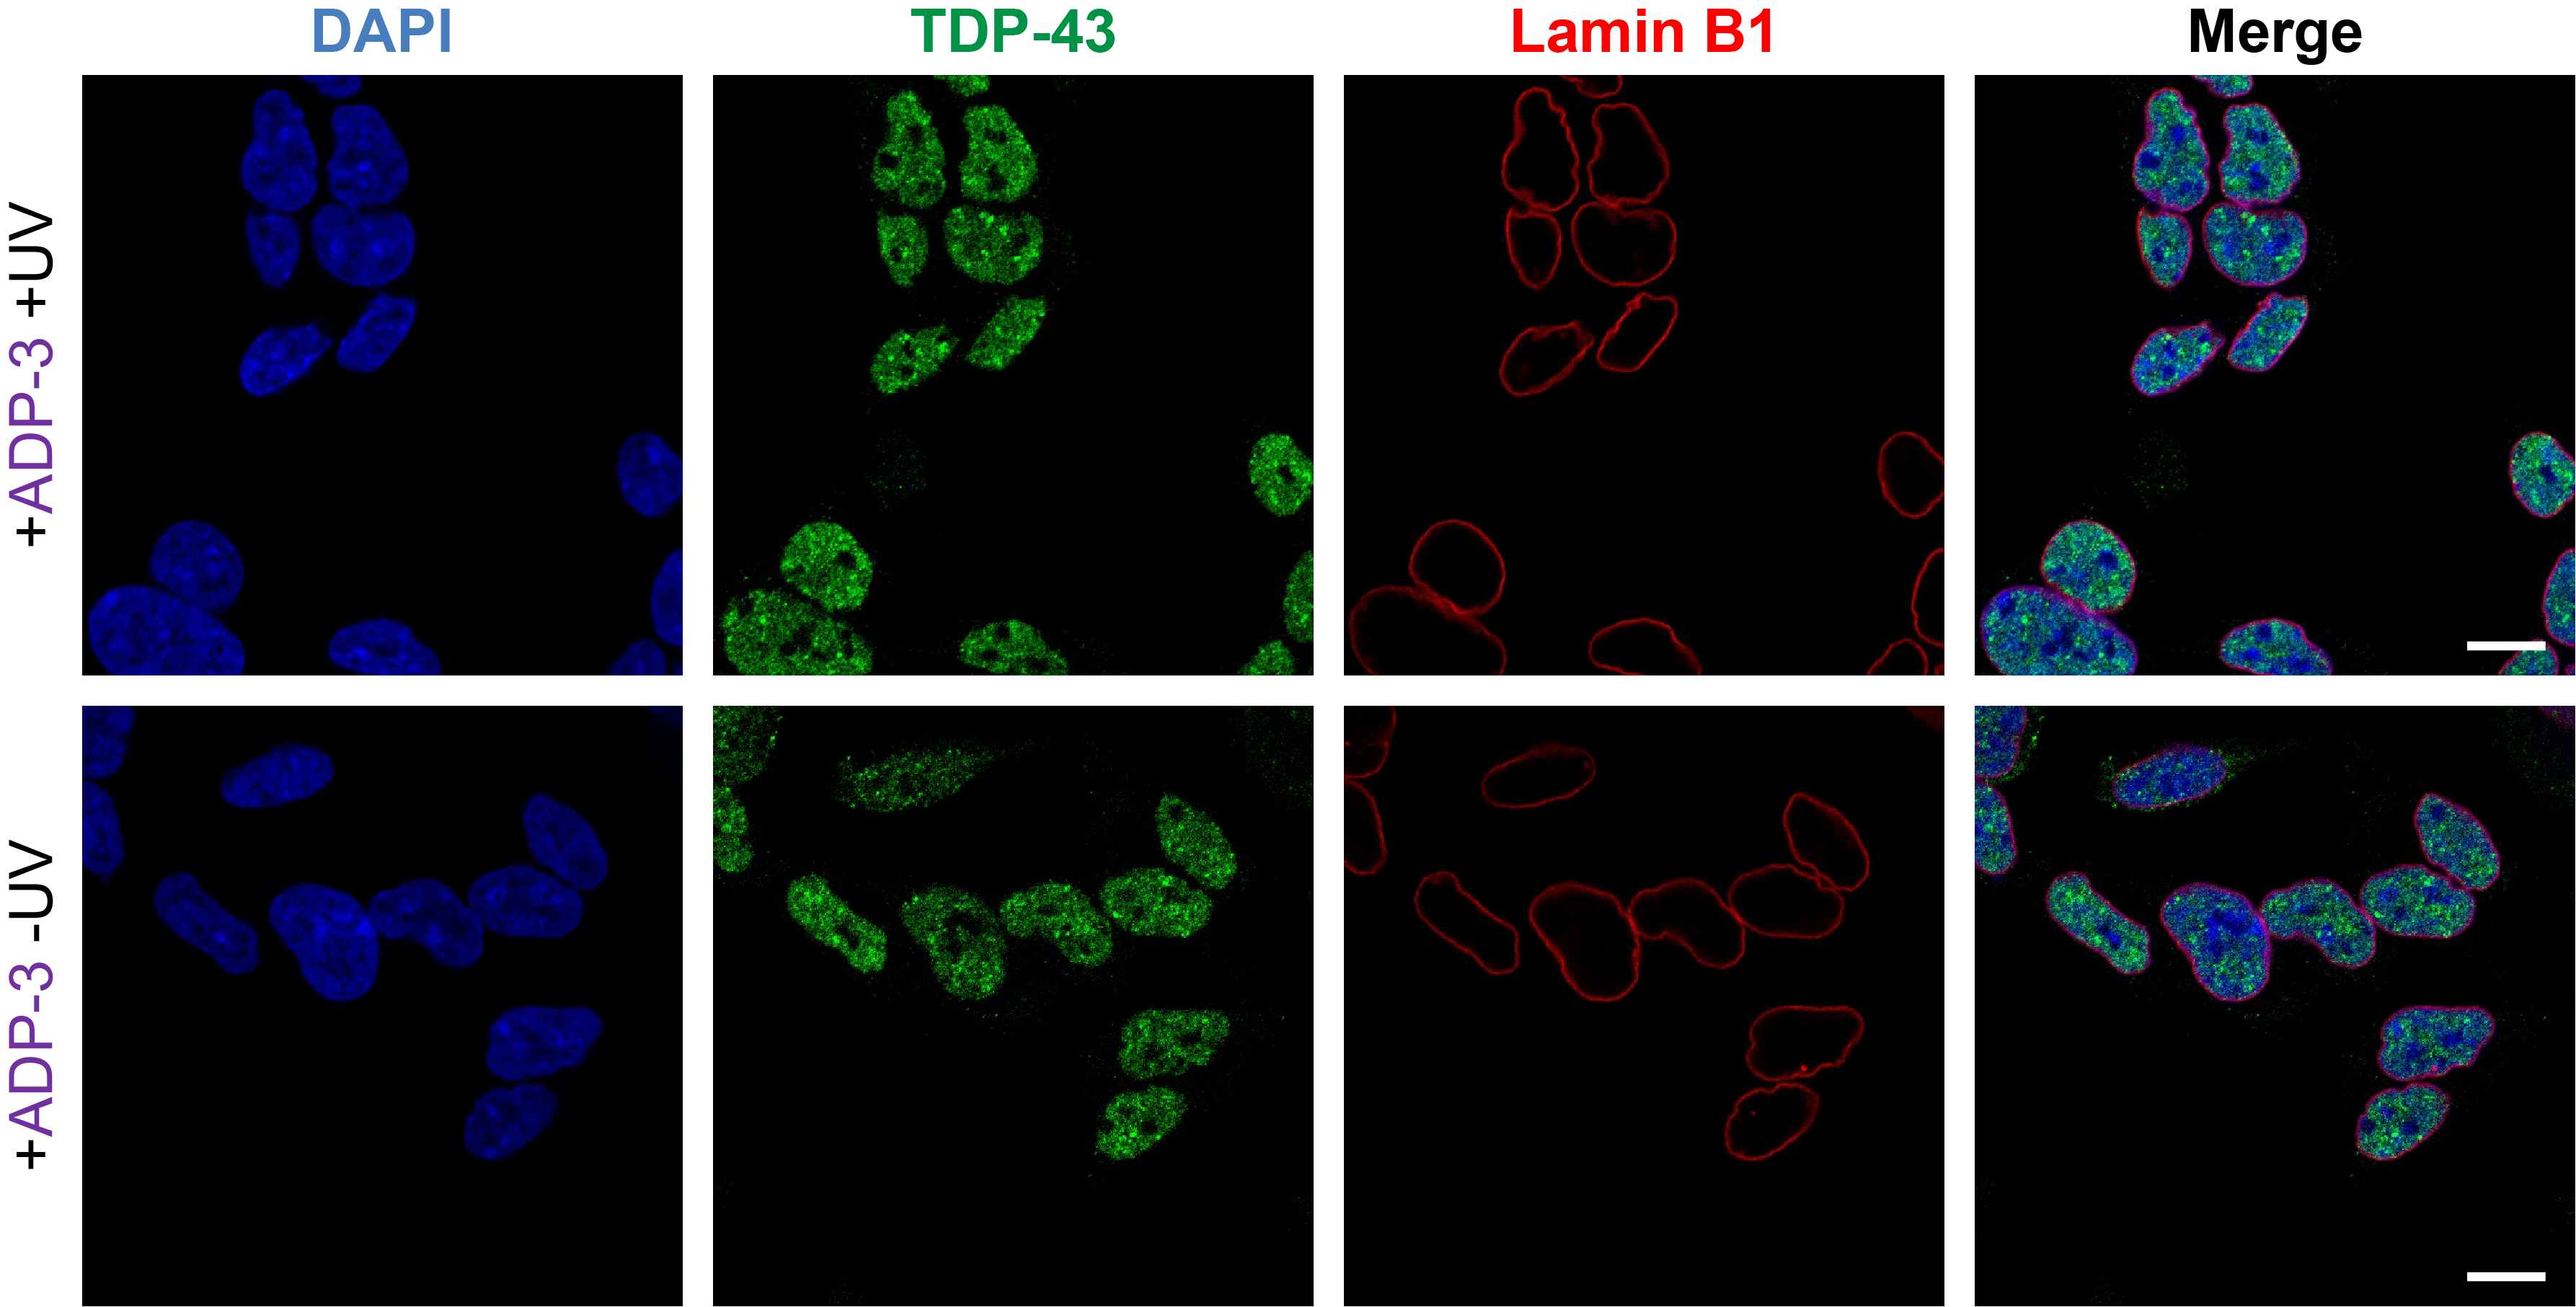 DAPI
TDP-43
Lamin B1
Merge
+ADP-3 +UV
+ADP-3 -UV